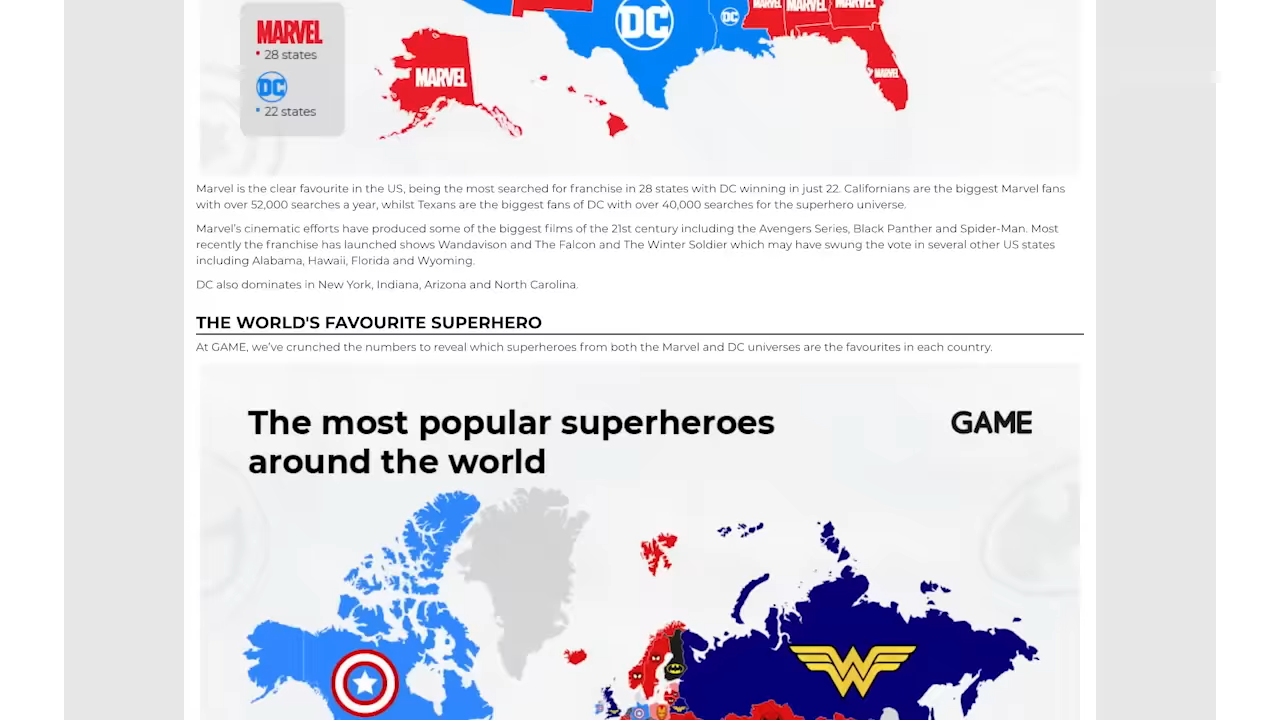 MARVEL
• 28 states
DC
• 22 states
MARVEL
DC
DC
MARVEL
MARVEL
MARVEL
MARVEL
Marvel is the clear favourite in the US, being the most searched for franchise in 28 states with DC winning in just 22. Californians are the biggest Marvel fans
with over 52,000 searches a year, whilst Texans are the biggest fans of DC with over 40,000 searches for the superhero universe.
Marvel's cinematic efforts have produced some of the biggest films of the 21st century including the Avengers Series, Black Panther and Spider-Man. Most
recently the franchise has launched shows Wandavison and The Falcon and The Winter Soldier which may have swung the vote in several other US states
including Alabama, Hawaii, Florida and Wyoming.
DC also dominates in New York, Indiana, Arizona and North Carolina.
THE WORLD'S FAVOURITE SUPERHERO
At GAME, we've crunched the numbers to reveal which superheroes from both the Marvel and DC universes are the favourites in each country.
The most popular superheroes
around the world
GAME